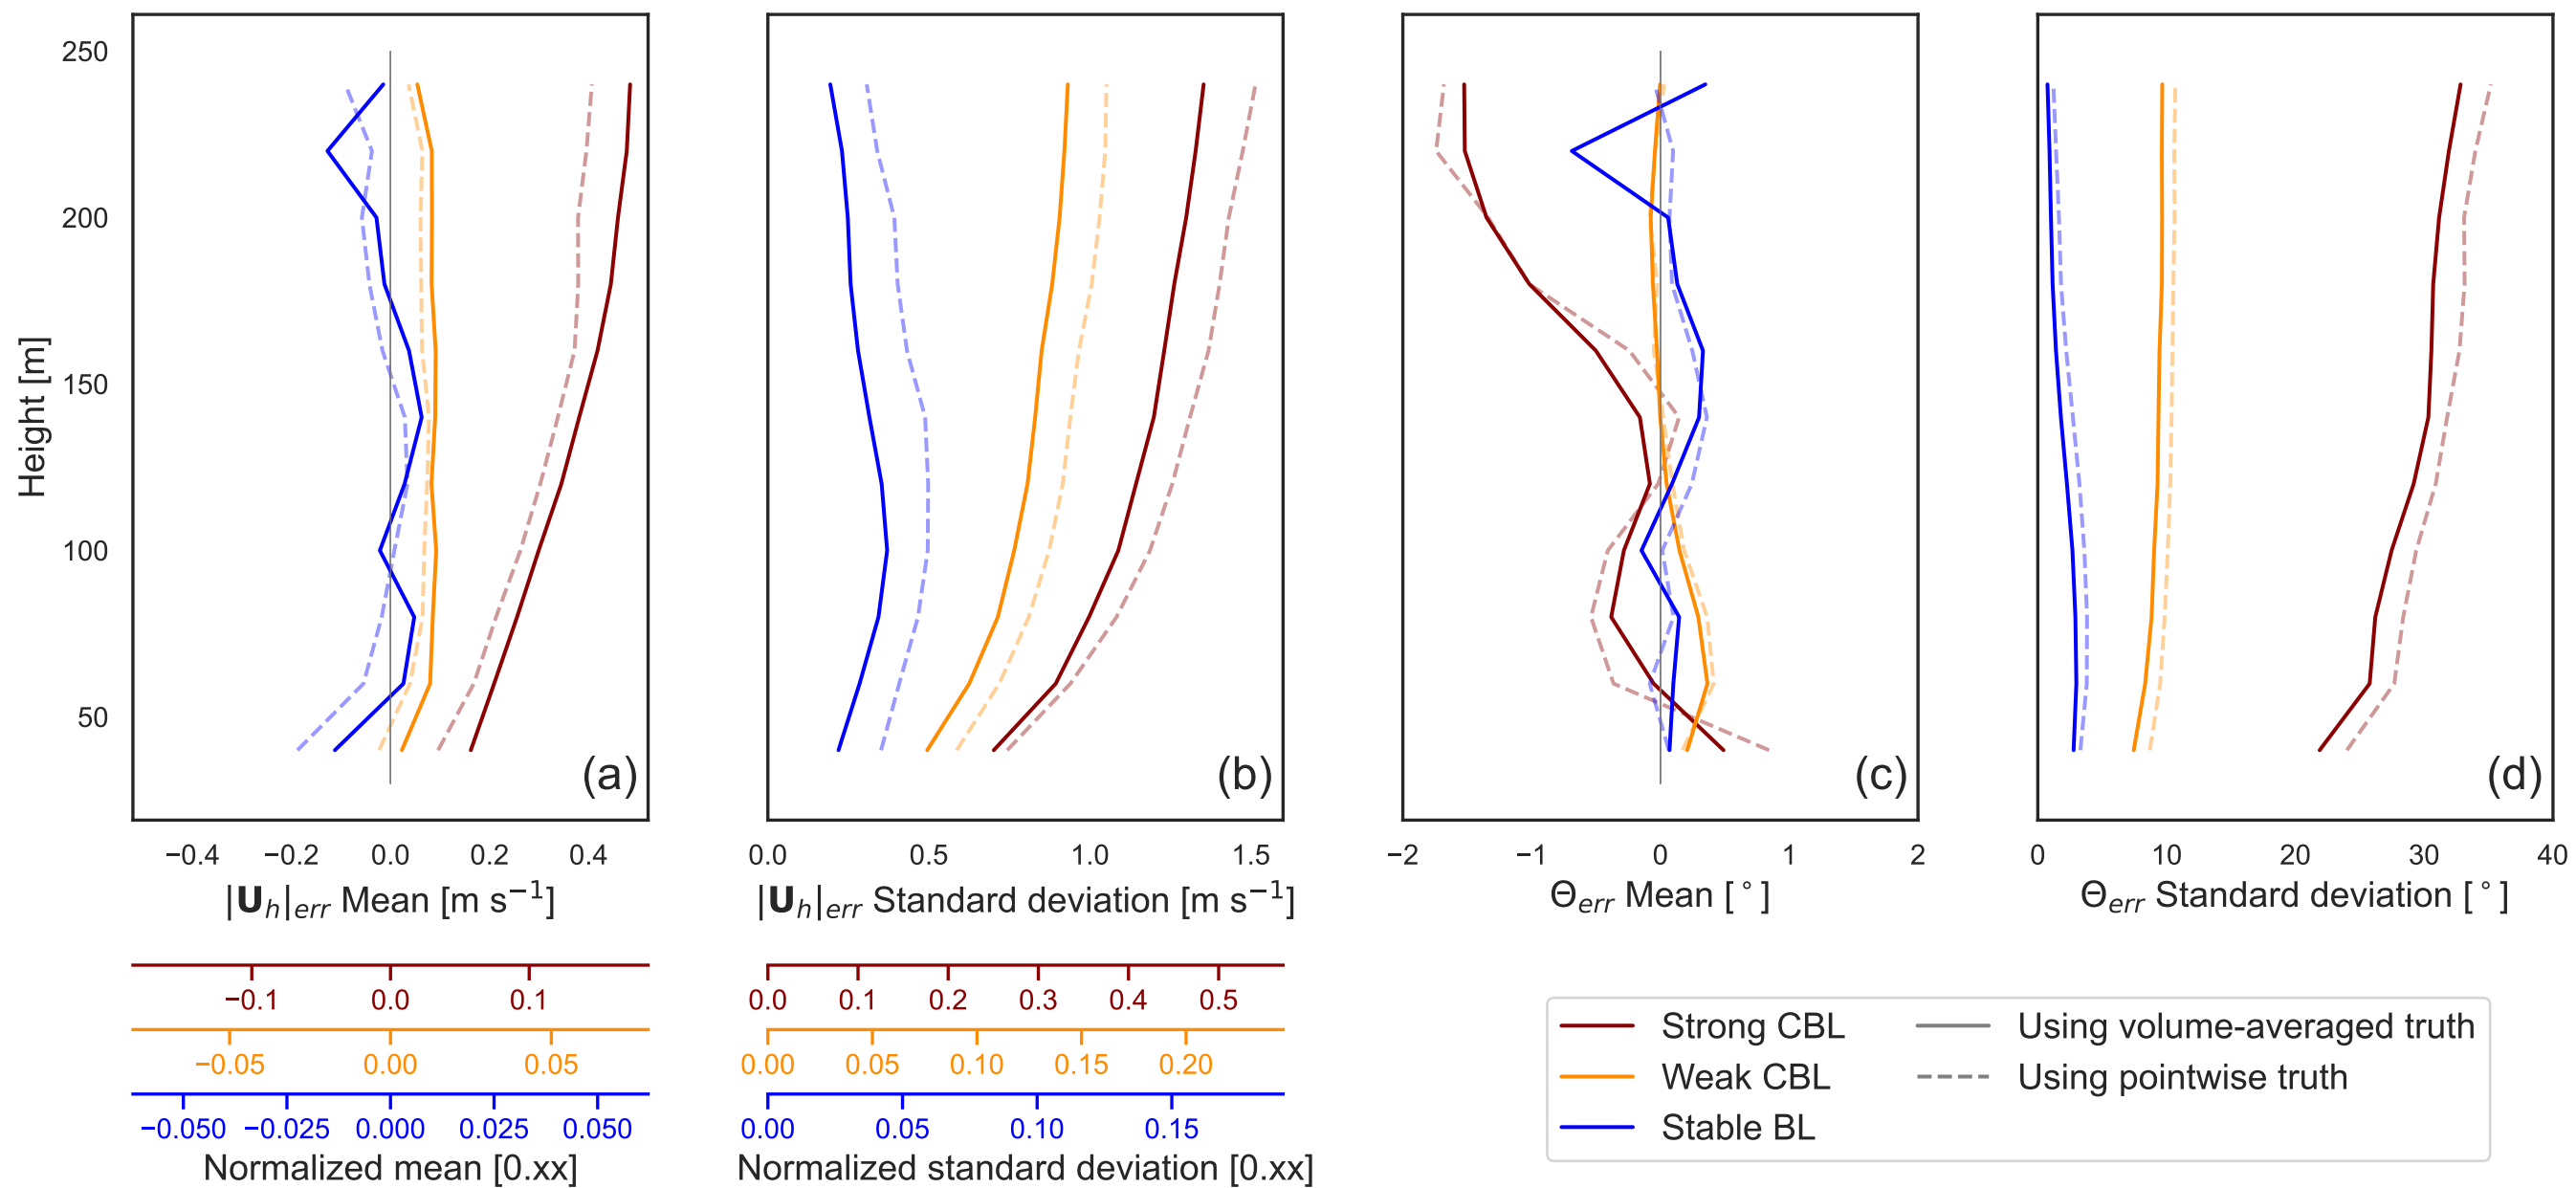 Height [m]
250
200
150
100
50
(a)
(b)
(c)
(d)
−0.4 −0.2 0.0 0.2 0.4
|U_h|_err Mean [m s⁻¹]
0.0 0.5 1.0 1.5
|U_h|_err Standard deviation [m s⁻¹]
−2 −1 0 1 2
Θ_err Mean [°]
0 10 20 30 40
Θ_err Standard deviation [°]
−0.1 0.0 0.1
−0.05 0.00 0.05
−0.050 −0.025 0.000 0.025 0.050
Normalized mean [0.xx]
0.0 0.1 0.2 0.3 0.4 0.5
0.00 0.05 0.10 0.15 0.20
0.00 0.05 0.10 0.15
Normalized standard deviation [0.xx]
Strong CBL
Weak CBL
Stable BL
Using volume-averaged truth
Using pointwise truth